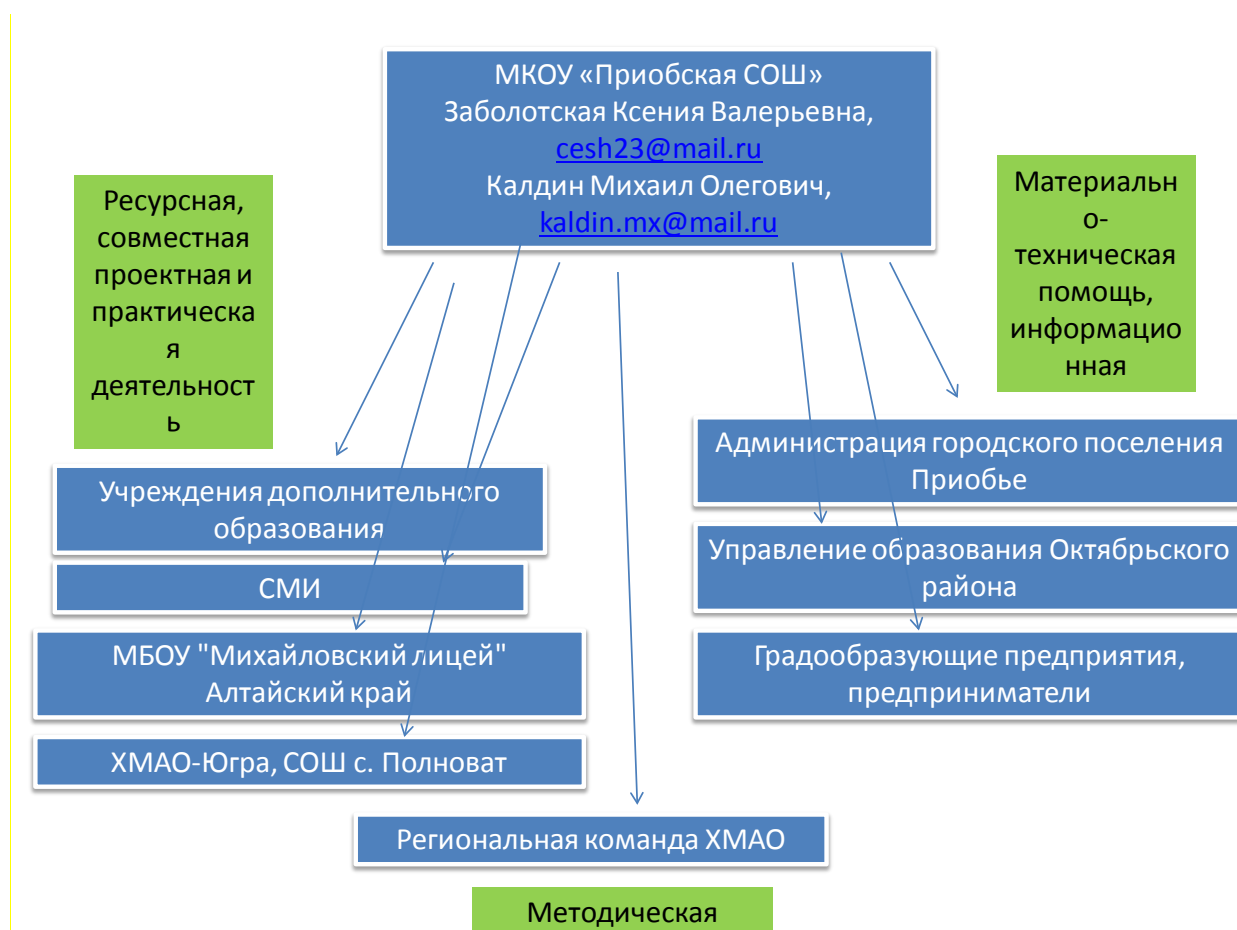 МКОУ «Приобская СОШ»
Заболотская Ксения Валерьевна,
cesh23@mail.ru
Калдин Михаил Олегович,
kaldin.mx@mail.ru
Ресурсная,
совместная
проектная и
практическа
я
деятельност
ь
Материальн
о-
техническая
помощь,
информацио
нная
Учреждения дополнительного
образования
СМИ
МБОУ "Михайловский лицей"
Алтайский край
ХМАО-Югра, СОШ с. Полноват
Администрация городского поселения
Приобье
Управление образования Октябрьского
района
Градообразующие предприятия,
предприниматели
Региональная команда ХМАО
Методическая